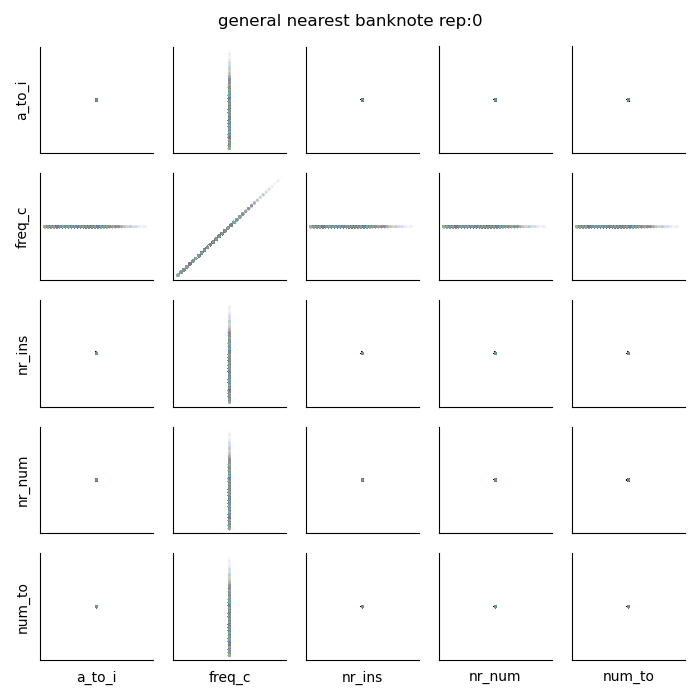 general nearest banknote rep:0
a_to_i
freq_c
nr_ins
nr_num
num_to
a_to_i
freq_c
nr_ins
nr_num
num_to